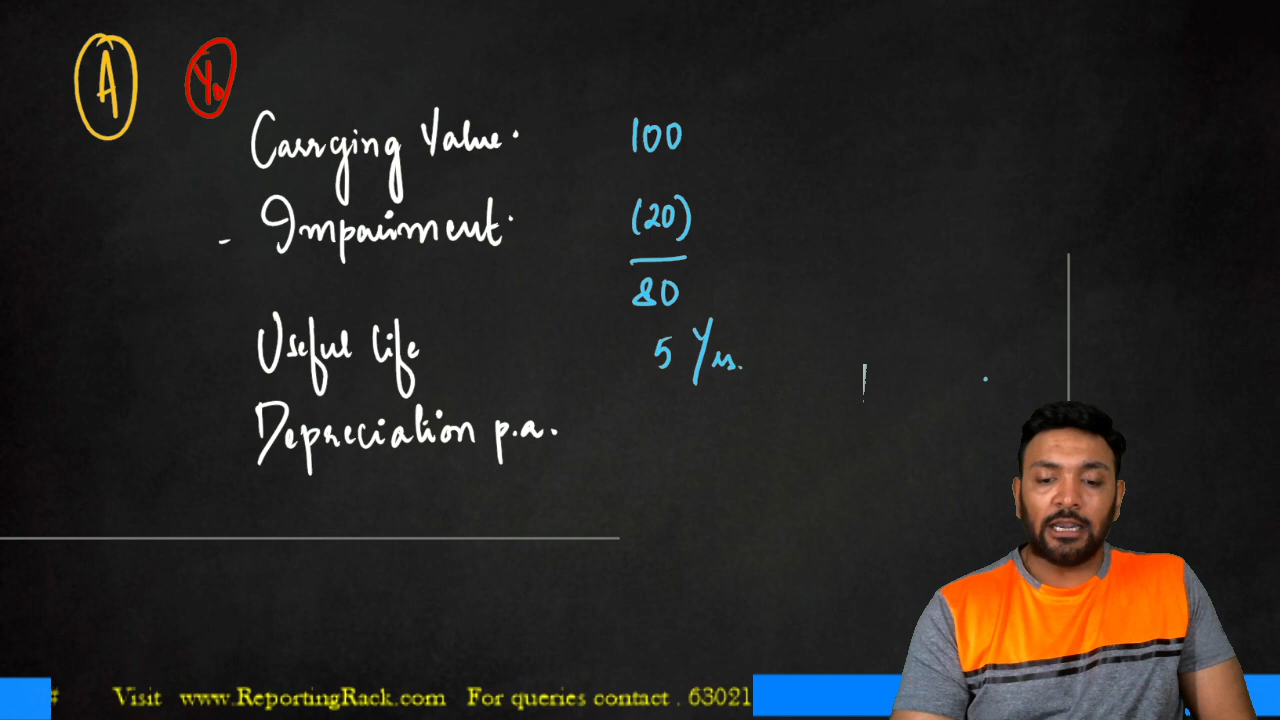 A Y₀
Carrying Value. 100
- Impairment. (20)
80
Useful life 5 Yrs.
Depreciation p.a.
# Visit www.ReportingRack.com For queries contact . 63021